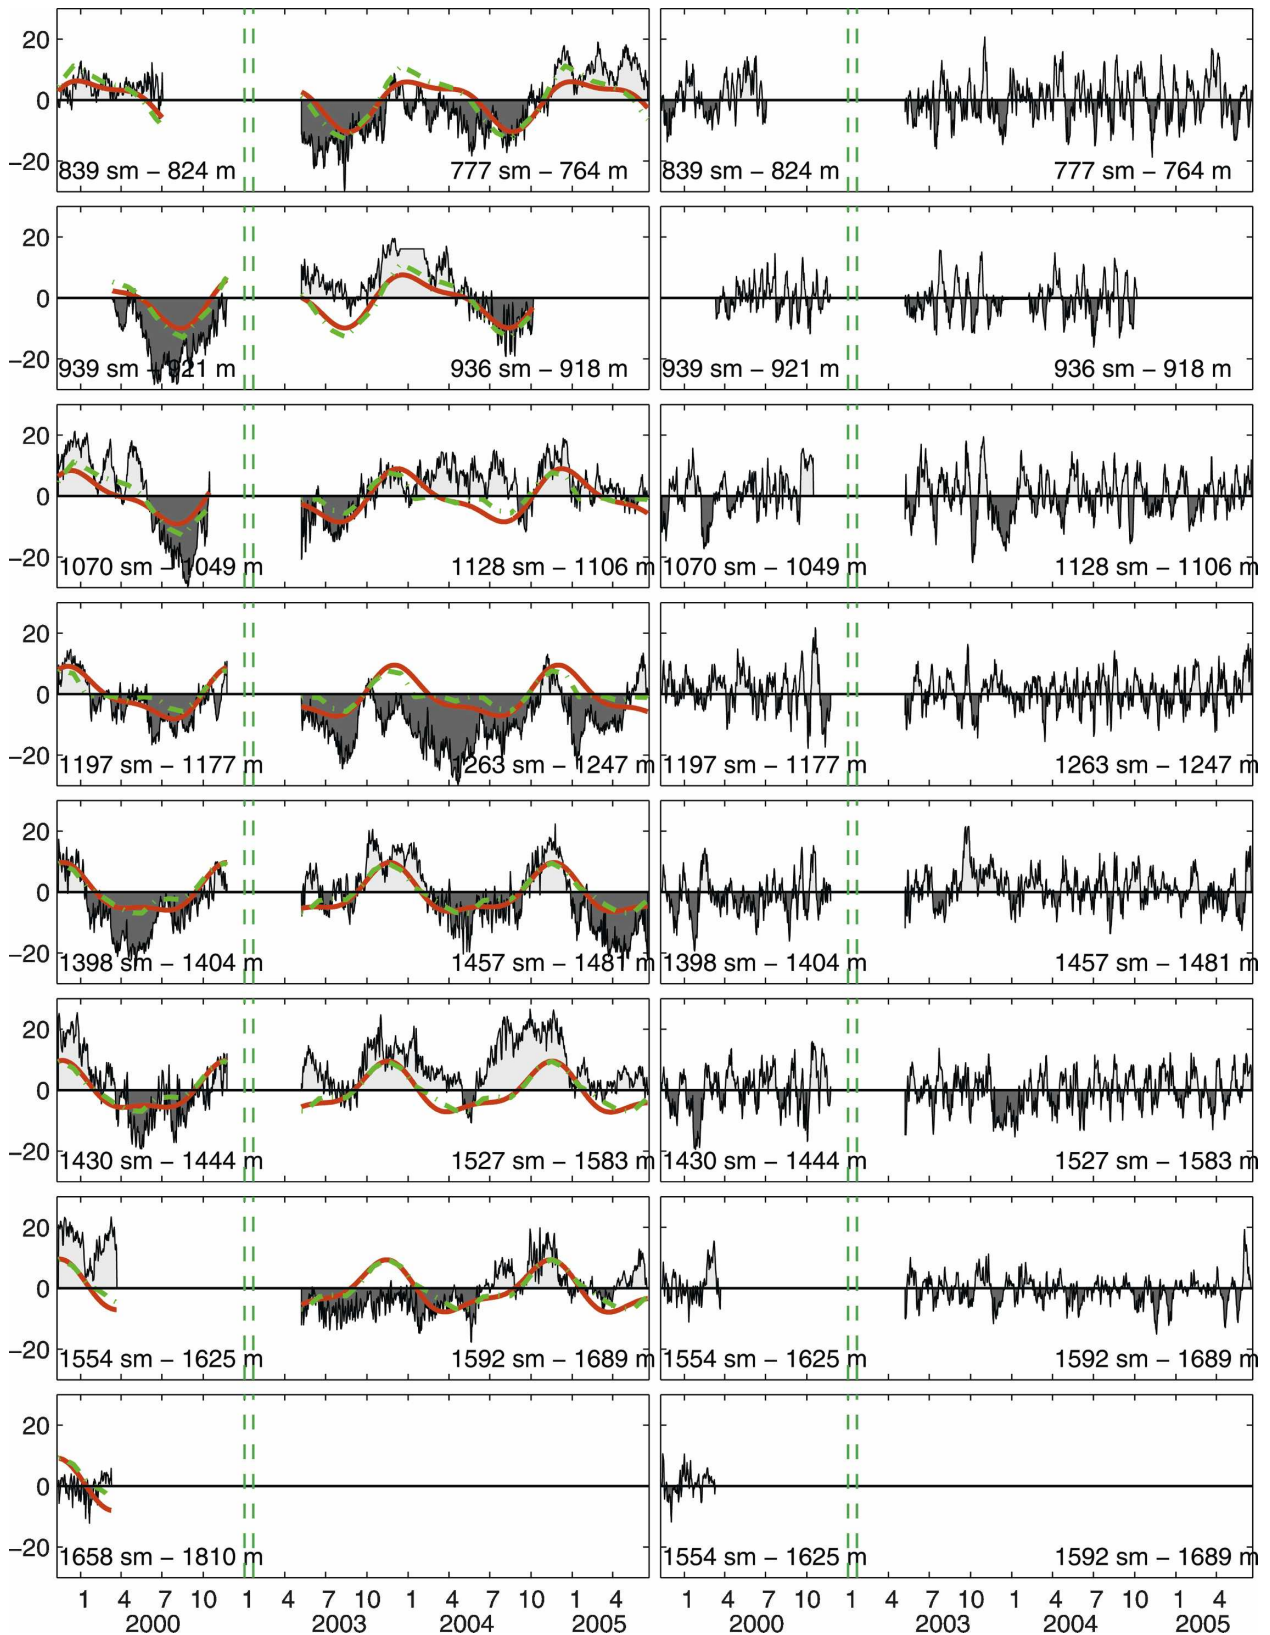 20
0
−20
839 sm − 824 m
777 sm − 764 m
839 sm − 824 m
777 sm − 764 m
20
0
−20
939 sm − 921 m
936 sm − 918 m
939 sm − 921 m
936 sm − 918 m
20
0
−20
1070 sm − 1049 m
1128 sm − 1106 m
1070 sm − 1049 m
1128 sm − 1106 m
20
0
−20
1197 sm − 1177 m
1263 sm − 1247 m
1197 sm − 1177 m
1263 sm − 1247 m
20
0
−20
1398 sm − 1404 m
1457 sm − 1481 m
1398 sm − 1404 m
1457 sm − 1481 m
20
0
−20
1430 sm − 1444 m
1527 sm − 1583 m
1430 sm − 1444 m
1527 sm − 1583 m
20
0
−20
1554 sm − 1625 m
1592 sm − 1689 m
1554 sm − 1625 m
1592 sm − 1689 m
20
0
−20
1658 sm − 1810 m
1554 sm − 1625 m
1592 sm − 1689 m
1 4 7 10 1 4 7 10 1 4 7 10 1 4
1 4 7 10 1 4 7 10 1 4 7 10 1 4
2000 2003 2004 2005
2000 2003 2004 2005